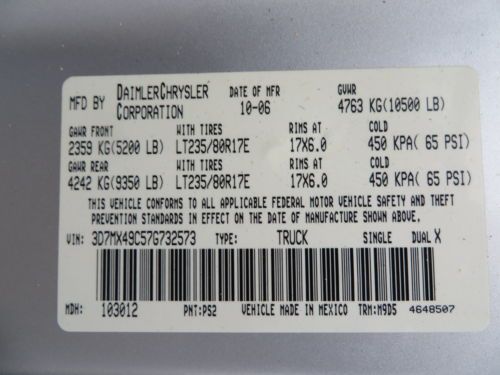 MFD BY DAIMLERCHRYSLER CORPORATION DATE OF MFR 10-06 GVWR 4763 KG(10500 LB)
GAWR FRONT WITH TIRES RIMS AT COLD
2359 KG(5200 LB) LT235/80R17E 17X6.0 450 KPA( 65 PSI)
GAWR REAR WITH TIRES RIMS AT COLD
4242 KG(9350 LB) LT235/80R17E 17X6.0 450 KPA( 65 PSI)
THIS VEHICLE CONFORMS TO ALL APPLICABLE FEDERAL MOTOR VEHICLE SAFETY AND THEFT
PREVENTION STANDARDS IN EFFECT ON THE DATE OF MANUFACTURE SHOWN ABOVE.
VIN: 3D7MX49C57G732573 TYPE: TRUCK SINGLE DUAL X
MDH: 103012 PNT:PS2 VEHICLE MADE IN MEXICO TRM:M9D5 4648507